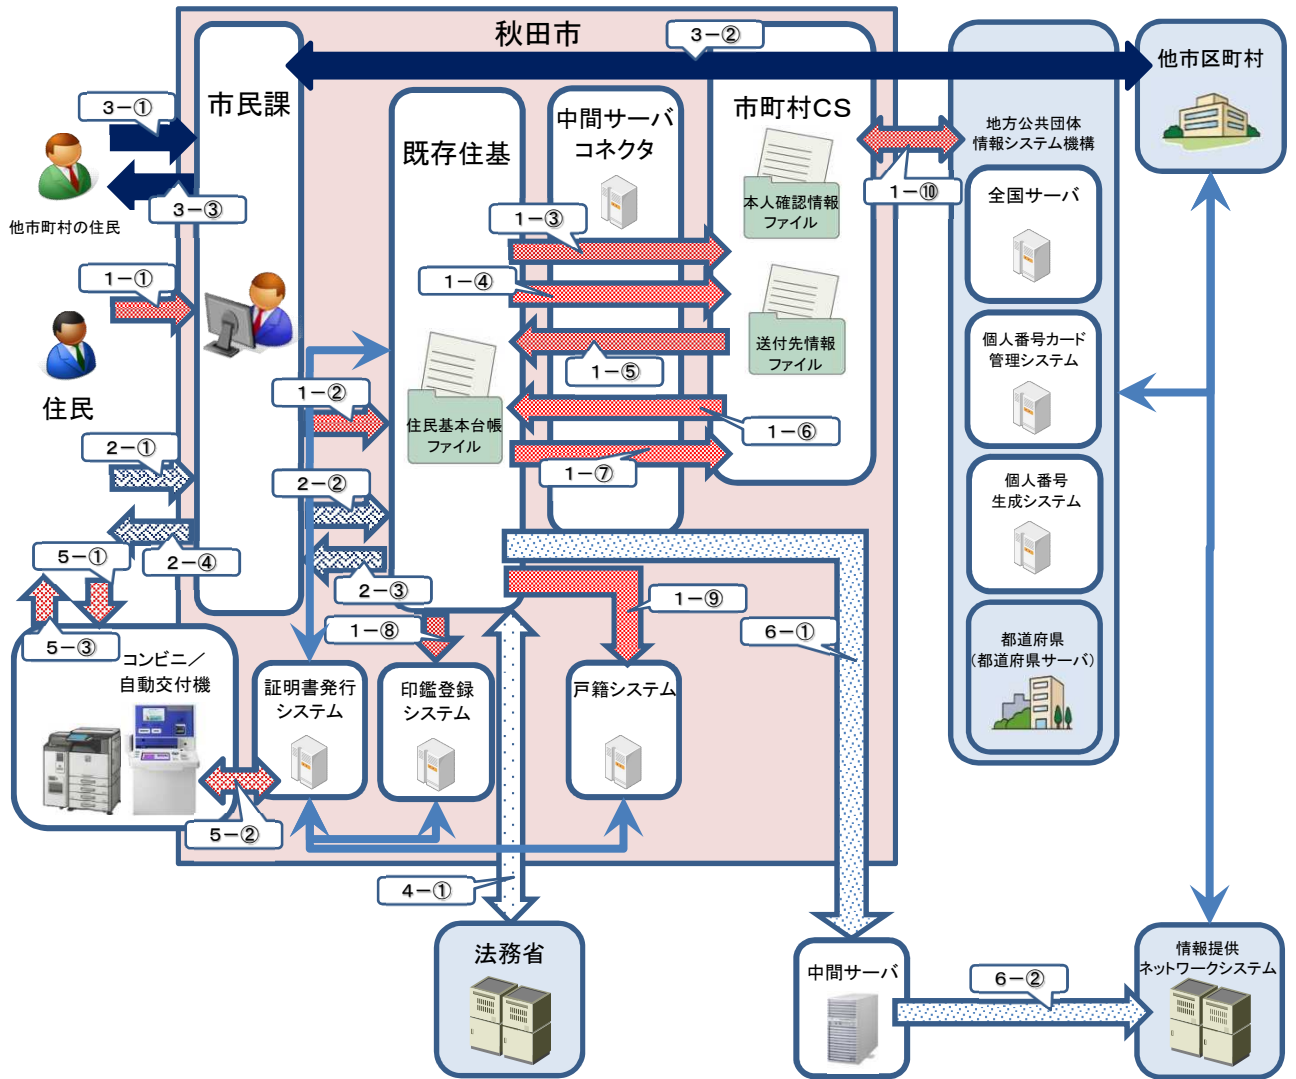 秋田市
3－②
他市区町村
3－①
市民課
中間サーバ
コネクタ
市町村CS
地方公共団体
情報システム機構
既存住基
1－⑩
全国サーバ
3－③
他市町村の住民
本人確認情報
ファイル
1－③
1－①
1－④
送付先情報
ファイル
個人番号カード
管理システム
1－⑤
住民
1－②
住民基本台帳
ファイル
1－⑥
2－①
1－⑦
2－②
個人番号
生成システム
5－①
2－④
2－③
1－⑨
1－⑧
6－①
5－③
コンビニ／
自動交付機
都道府県
(都道府県サーバ)
証明書発行
システム
印鑑登録
システム
戸籍システム
5－②
4－①
法務省
中間サーバ
6－②
情報提供
ネットワークシステム